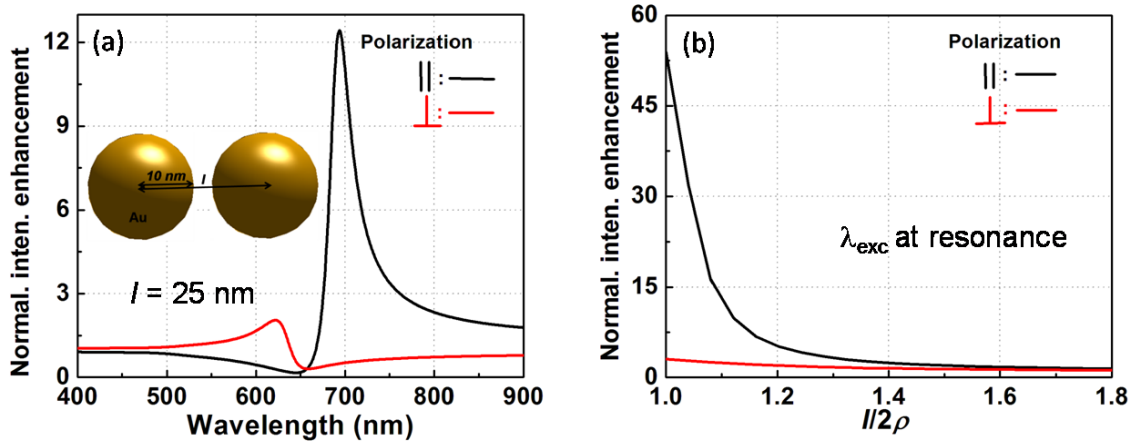 (a)
Polarization
|| :
⊥ :
10 nm
l
Au
l = 25 nm
Normal. inten. enhancement
12
9
6
3
0
400 500 600 700 800 900
Wavelength (nm)
(b)
Polarization
|| :
⊥ :
λexc at resonance
Normal. inten. enhancement
60
45
30
15
0
1.0 1.2 1.4 1.6 1.8
l/2ρ